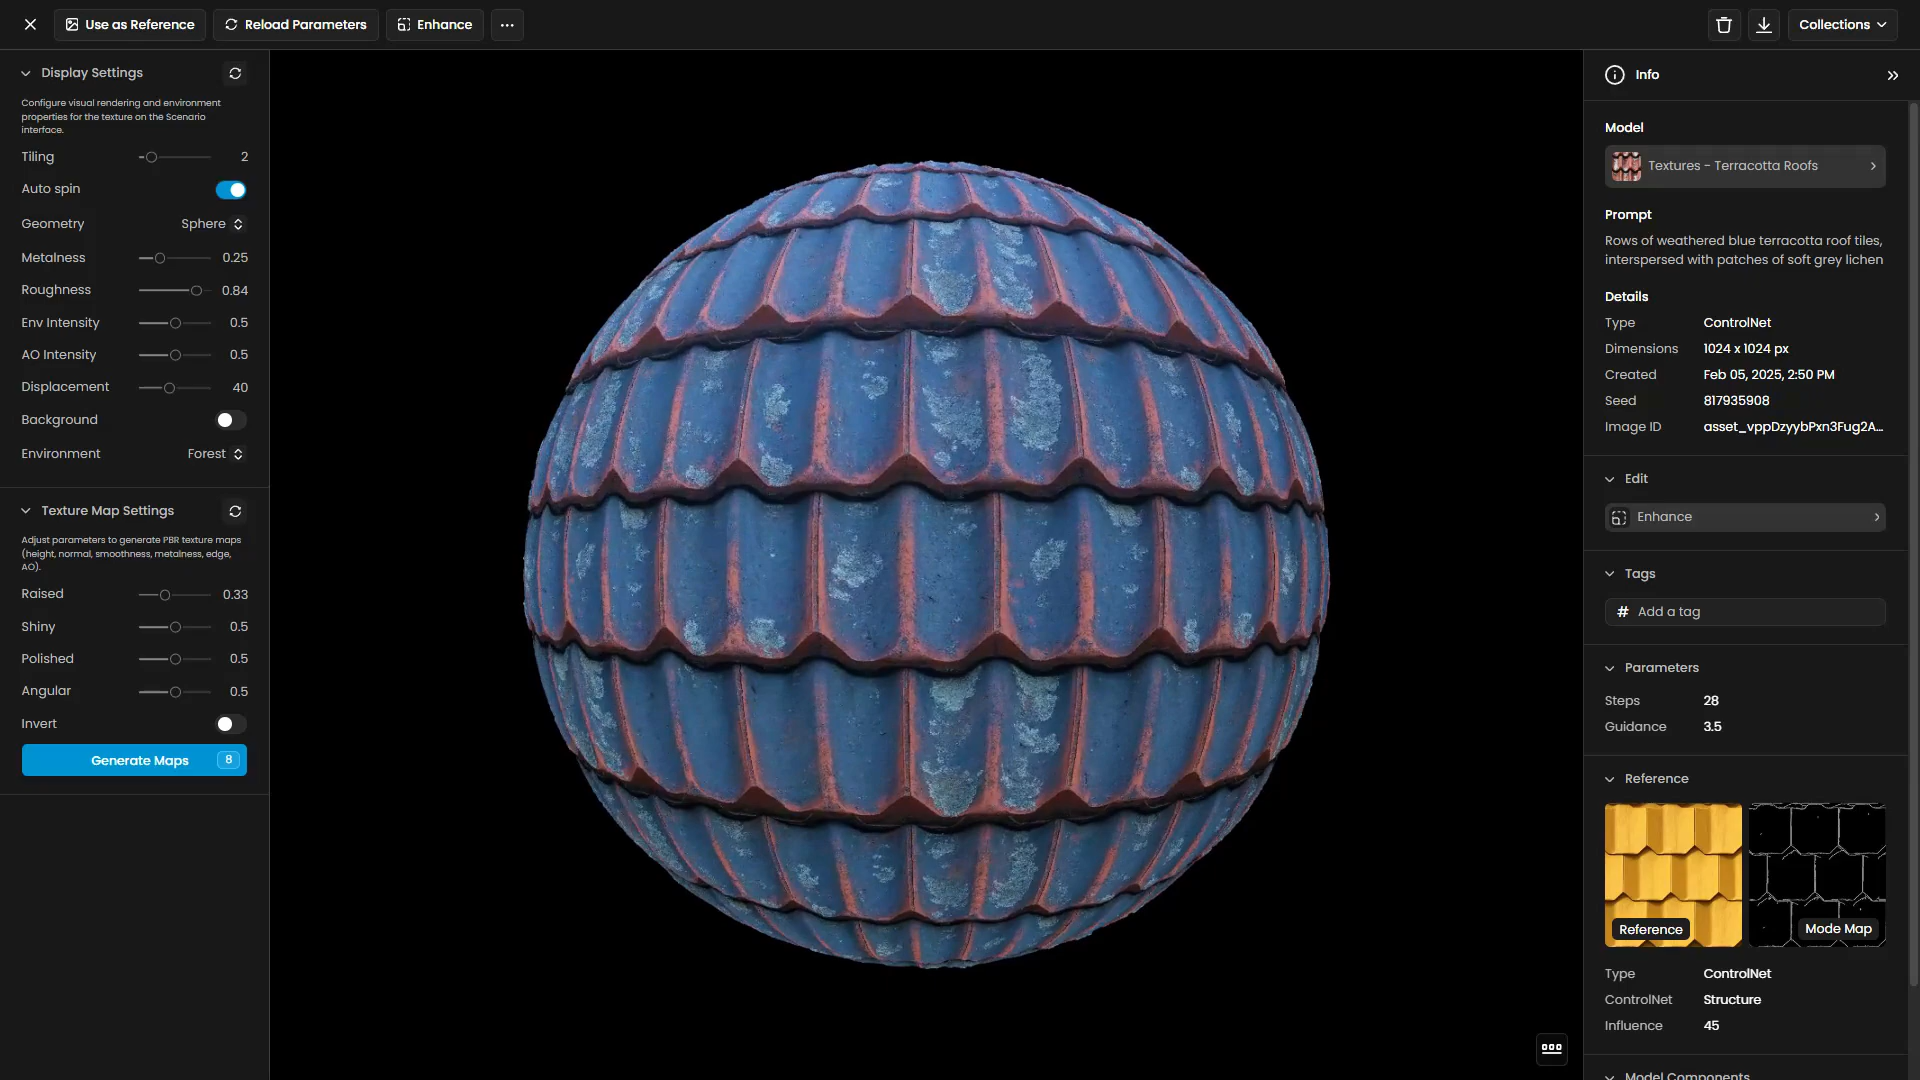 Use as Reference
Reload Parameters
Enhance
Collections
Display Settings
Configure visual rendering and environment
properties for the texture on the Scenario
interface.
Tiling 2
Auto spin
Geometry Sphere
Metalness 0.25
Roughness 0.84
Env Intensity 0.5
AO Intensity 0.5
Displacement 40
Background
Environment Forest
Texture Map Settings
Adjust parameters to generate PBR texture maps
(height, normal, smoothness, metalness, edge,
AO).
Raised 0.33
Shiny 0.5
Polished 0.5
Angular 0.5
Invert
Generate Maps 8
Info
Model
Textures - Terracotta Roofs
Prompt
Rows of weathered blue terracotta roof tiles,
interspersed with patches of soft grey lichen
Details
Type ControlNet
Dimensions 1024 x 1024 px
Created Feb 05, 2025, 2:50 PM
Seed 817935908
Image ID asset_vppDzyybPxn3Fug2A...
Edit
Enhance
Tags
# Add a tag
Parameters
Steps 28
Guidance 3.5
Reference
Reference
Mode Map
Type ControlNet
ControlNet Structure
Influence 45
Model Components